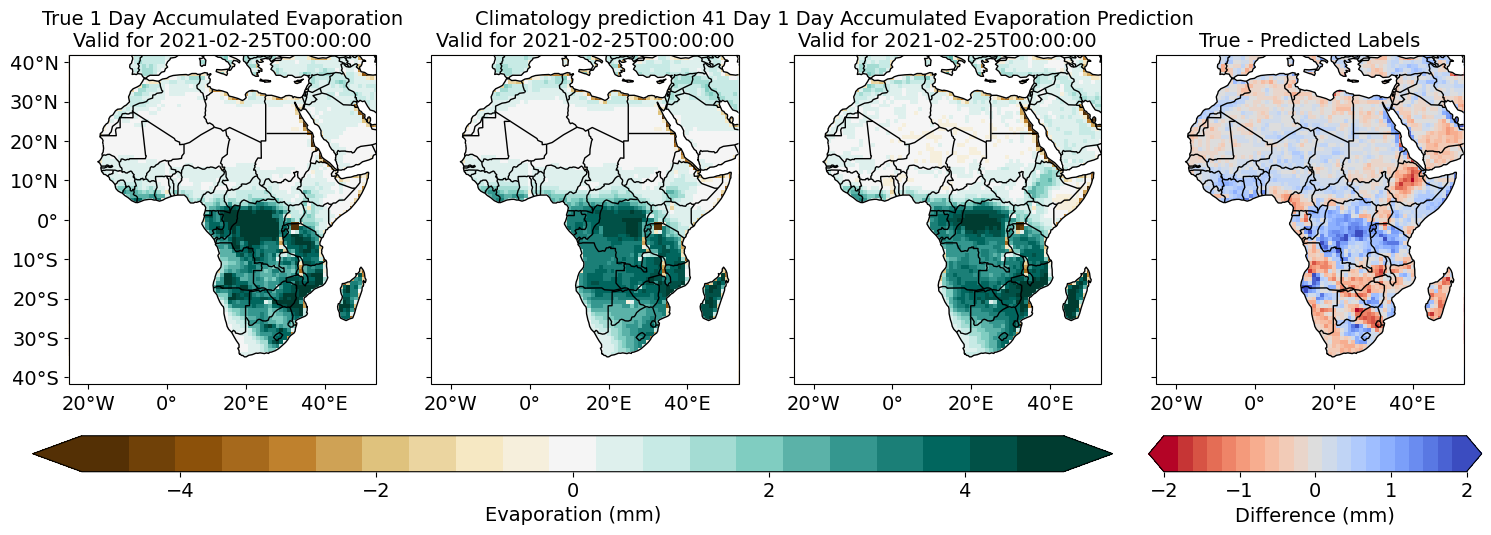 True 1 Day Accumulated Evaporation
Valid for 2021-02-25T00:00:00
Climatology prediction 41 Day 1 Day Accumulated Evaporation Prediction
Valid for 2021-02-25T00:00:00
Valid for 2021-02-25T00:00:00
True - Predicted Labels
40°N
30°N
20°N
10°N
0°
10°S
20°S
30°S
40°S
20°W 0° 20°E 40°E
20°W 0° 20°E 40°E
20°W 0° 20°E 40°E
20°W 0° 20°E 40°E
−4 −2 0 2 4
Evaporation (mm)
−2 −1 0 1 2
Difference (mm)